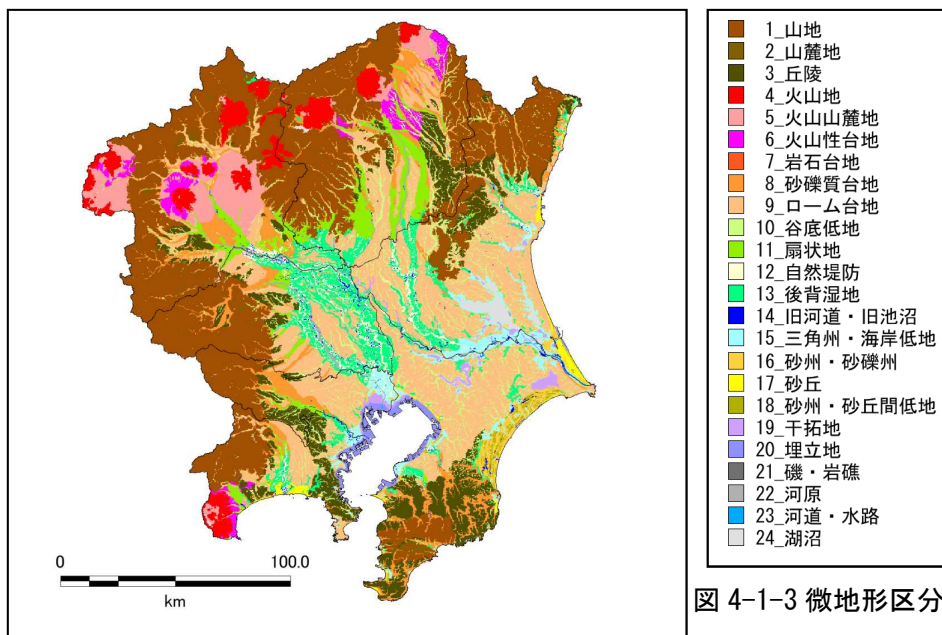 1_山地
2_山麓地
3_丘陵
4_火山地
5_火山山麓地
6_火山性台地
7_岩石台地
8_砂礫質台地
9_ローム台地
10_谷底低地
11_扇状地
12_自然堤防
13_後背湿地
14_旧河道・旧池沼
15_三角州・海岸低地
16_砂州・砂礫州
17_砂丘
18_砂州・砂丘間低地
19_干拓地
20_埋立地
21_磯・岩礁
22_河原
23_河道・水路
24_湖沼
0 100.0
km
図 4-1-3 微地形区分